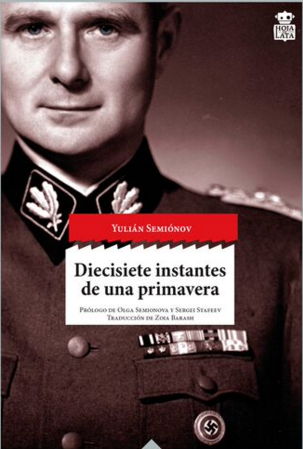 HOJA
DE
LATA
YULIÁN SEMIÓNOV
Diecisiete instantes
de una primavera
PRÓLOGO DE OLGA SEMIONOVA Y SERGEI STAFEEV
TRADUCCIÓN DE ZOIA BARASH